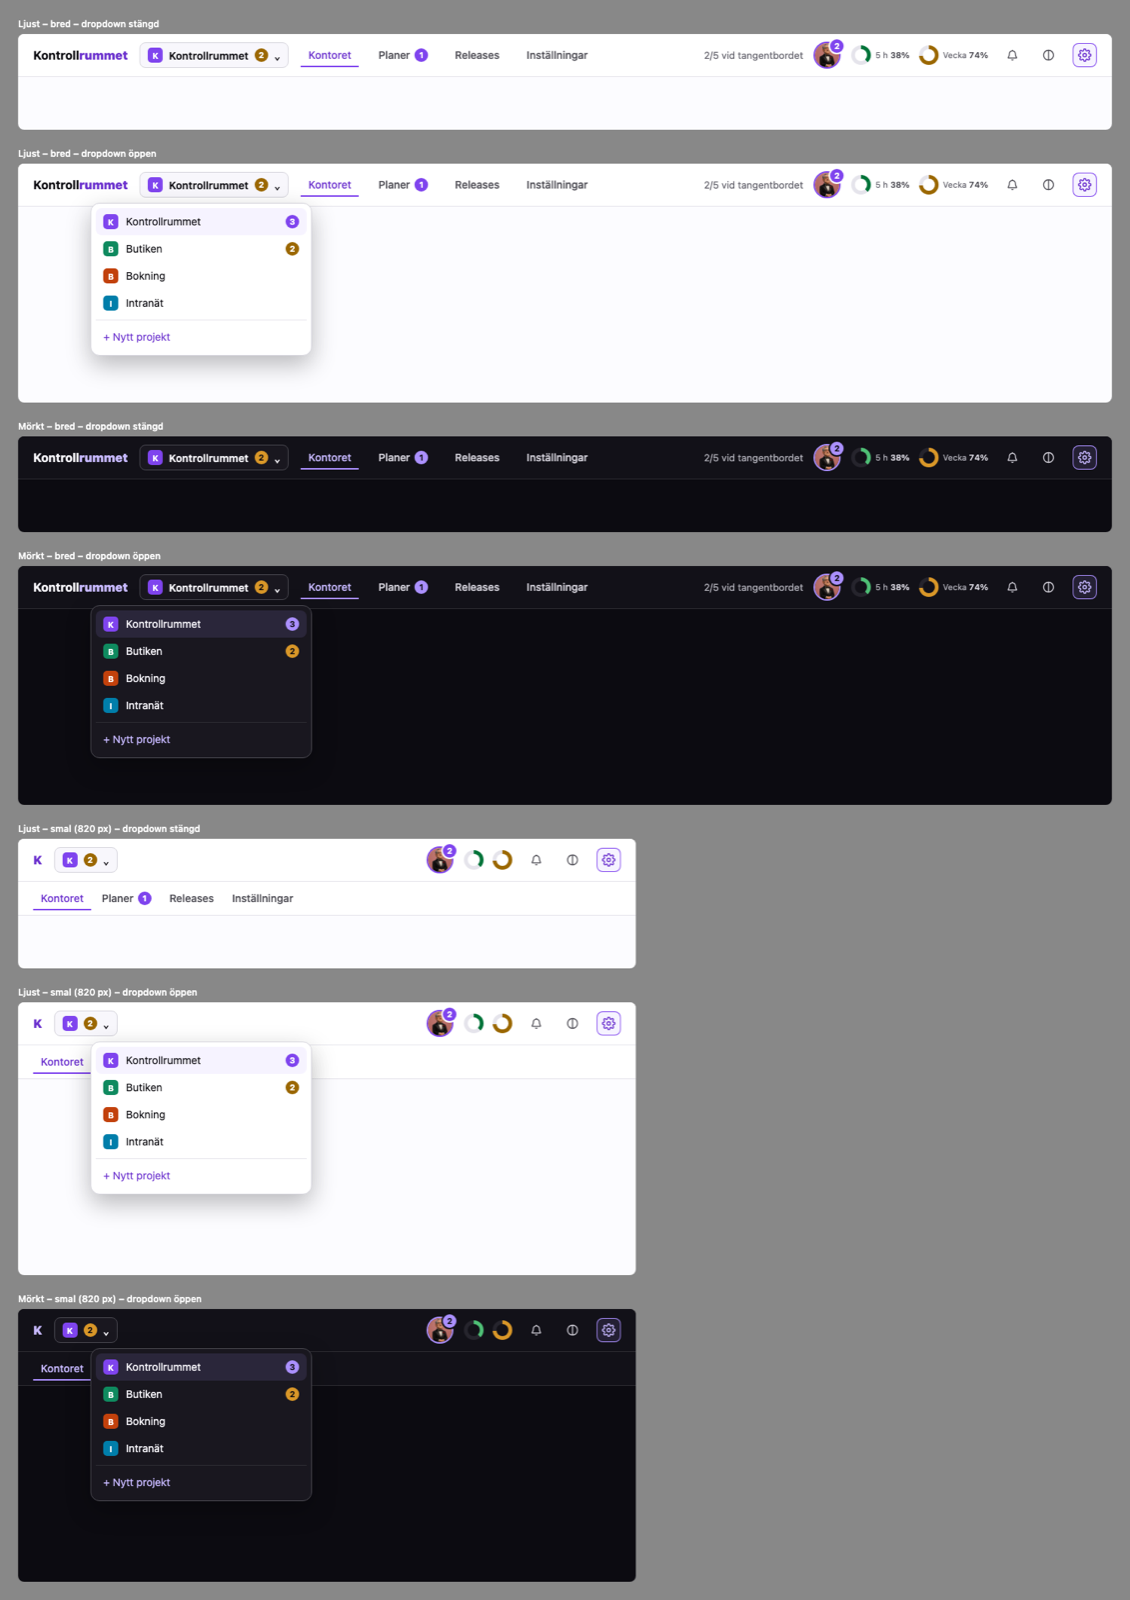 Ljust – bred – dropdown stängd
Kontrollrummet K Kontrollrummet 2 Kontoret Planer 1 Releases Inställningar 2/5 vid tangentbordet 2 5 h 38% Vecka 74%
Ljust – bred – dropdown öppen
Kontrollrummet K Kontrollrummet 2 Kontoret Planer 1 Releases Inställningar 2/5 vid tangentbordet 2 5 h 38% Vecka 74%
K Kontrollrummet 3
B Butiken 2
B Bokning
I Intranät
+ Nytt projekt
Mörkt – bred – dropdown stängd
Kontrollrummet K Kontrollrummet 2 Kontoret Planer 1 Releases Inställningar 2/5 vid tangentbordet 2 5 h 38% Vecka 74%
Mörkt – bred – dropdown öppen
Kontrollrummet K Kontrollrummet 2 Kontoret Planer 1 Releases Inställningar 2/5 vid tangentbordet 2 5 h 38% Vecka 74%
K Kontrollrummet 3
B Butiken 2
B Bokning
I Intranät
+ Nytt projekt
Ljust – smal (820 px) – dropdown stängd
K K 2 2
Kontoret Planer 1 Releases Inställningar
Ljust – smal (820 px) – dropdown öppen
K K 2 2
Kontoret
K Kontrollrummet 3
B Butiken 2
B Bokning
I Intranät
+ Nytt projekt
Mörkt – smal (820 px) – dropdown öppen
K K 2 2
Kontoret
K Kontrollrummet 3
B Butiken 2
B Bokning
I Intranät
+ Nytt projekt